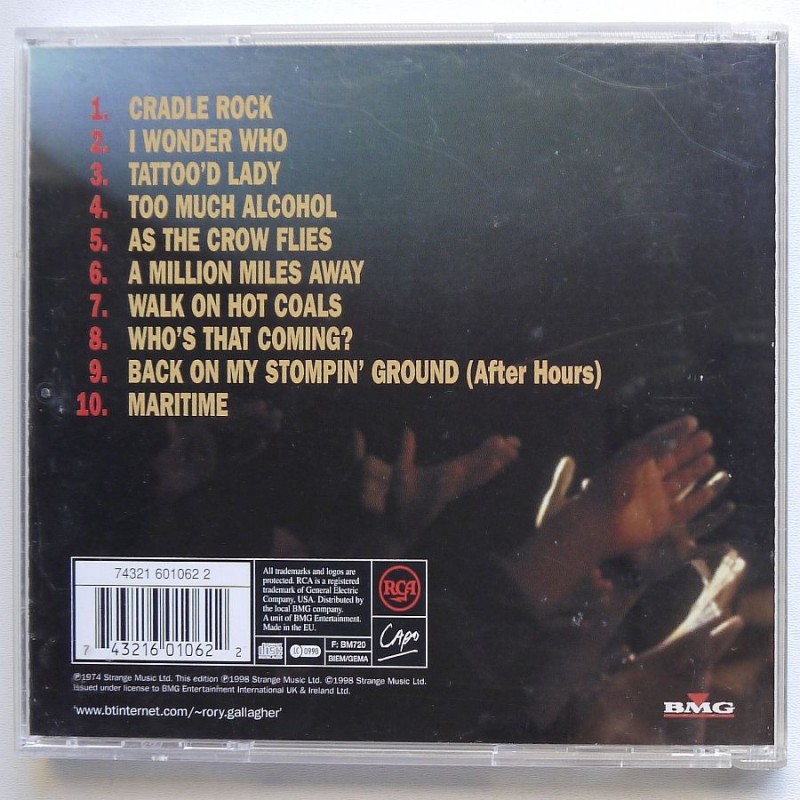 1. CRADLE ROCK
2. I WONDER WHO
3. TATTOO'D LADY
4. TOO MUCH ALCOHOL
5. AS THE CROW FLIES
6. A MILLION MILES AWAY
7. WALK ON HOT COALS
8. WHO'S THAT COMING?
9. BACK ON MY STOMPIN' GROUND (After Hours)
10. MARITIME
74321 601062 2
7 43216 01062 2
All trademarks and logos are
protected. RCA is a registered
trademark of General Electric
Company, USA. Distributed by
the local BMG company.
A unit of BMG Entertainment.
Made in the EU.
disc
LC 0990
F: BM720
BIEM/GEMA
RCA
CAPO
℗1974 Strange Music Ltd. This edition ℗1998 Strange Music Ltd. ©1998 Strange Music Ltd.
Issued under license to BMG Entertainment International UK & Ireland Ltd.
'www.btinternet.com/~rory.gallagher'
BMG